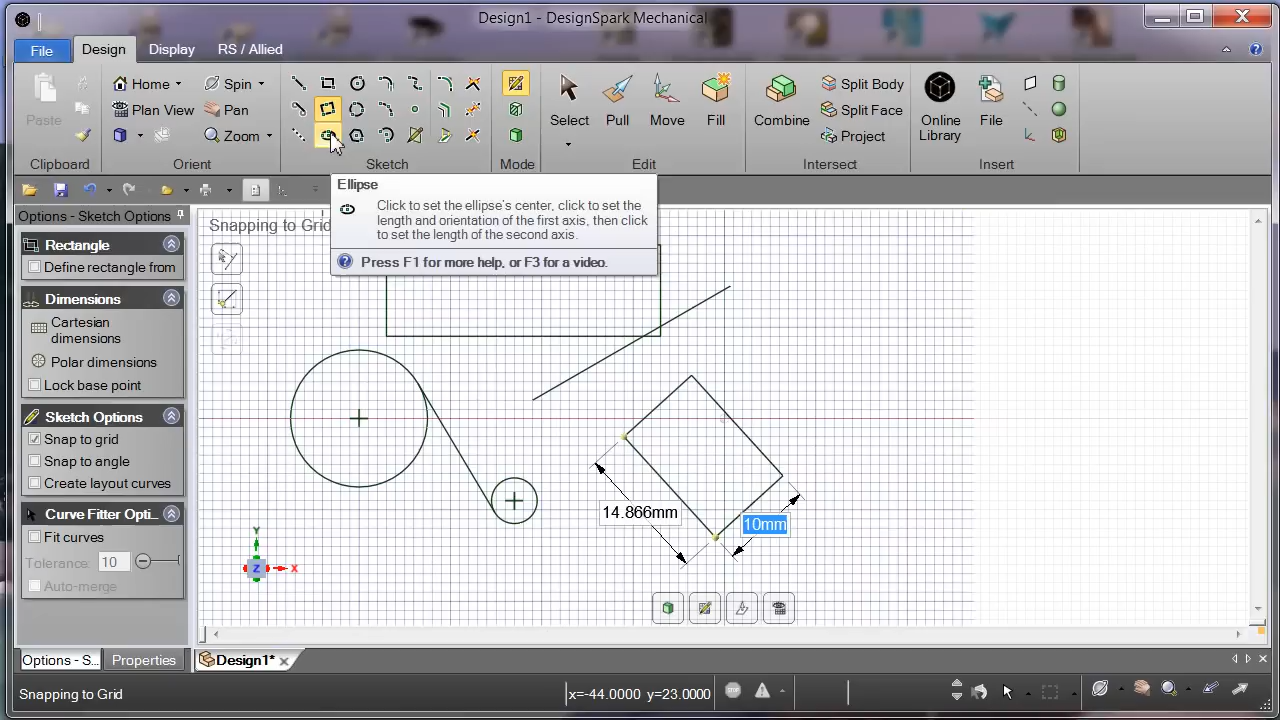 Design1 - DesignSpark Mechanical
File
Design
Display
RS / Allied
Paste
Home
Plan View
Spin
Pan
Zoom
Select
Pull
Move
Fill
Combine
Split Body
Split Face
Project
Online
Library
File
Clipboard
Orient
Sketch
Mode
Edit
Intersect
Insert
Ellipse
Click to set the ellipse's center, click to set the
length and orientation of the first axis, then click
to set the length of the second axis.
Press F1 for more help, or F3 for a video.
Options - Sketch Options
Rectangle
Define rectangle from
Dimensions
Cartesian
dimensions
Polar dimensions
Lock base point
Sketch Options
Snap to grid
Snap to angle
Create layout curves
Curve Fitter Opti...
Fit curves
Tolerance: 10
Auto-merge
Snapping to Grid
14.866mm
10mm
Y
Z
X
Options - S...
Properties
Design1*
Snapping to Grid
x=-44.0000 y=23.0000